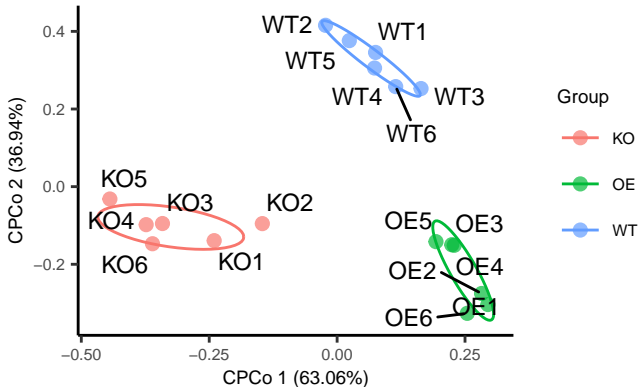 0.4
0.2
0.0
−0.2
CPCo 2 (36.94%)
WT2
WT1
WT5
WT4
WT3
WT6
KO5
KO3
KO2
KO4
KO6
KO1
OE5
OE3
OE2
OE4
OE1
OE6
−0.50
−0.25
0.00
0.25
CPCo 1 (63.06%)
Group
KO
OE
WT